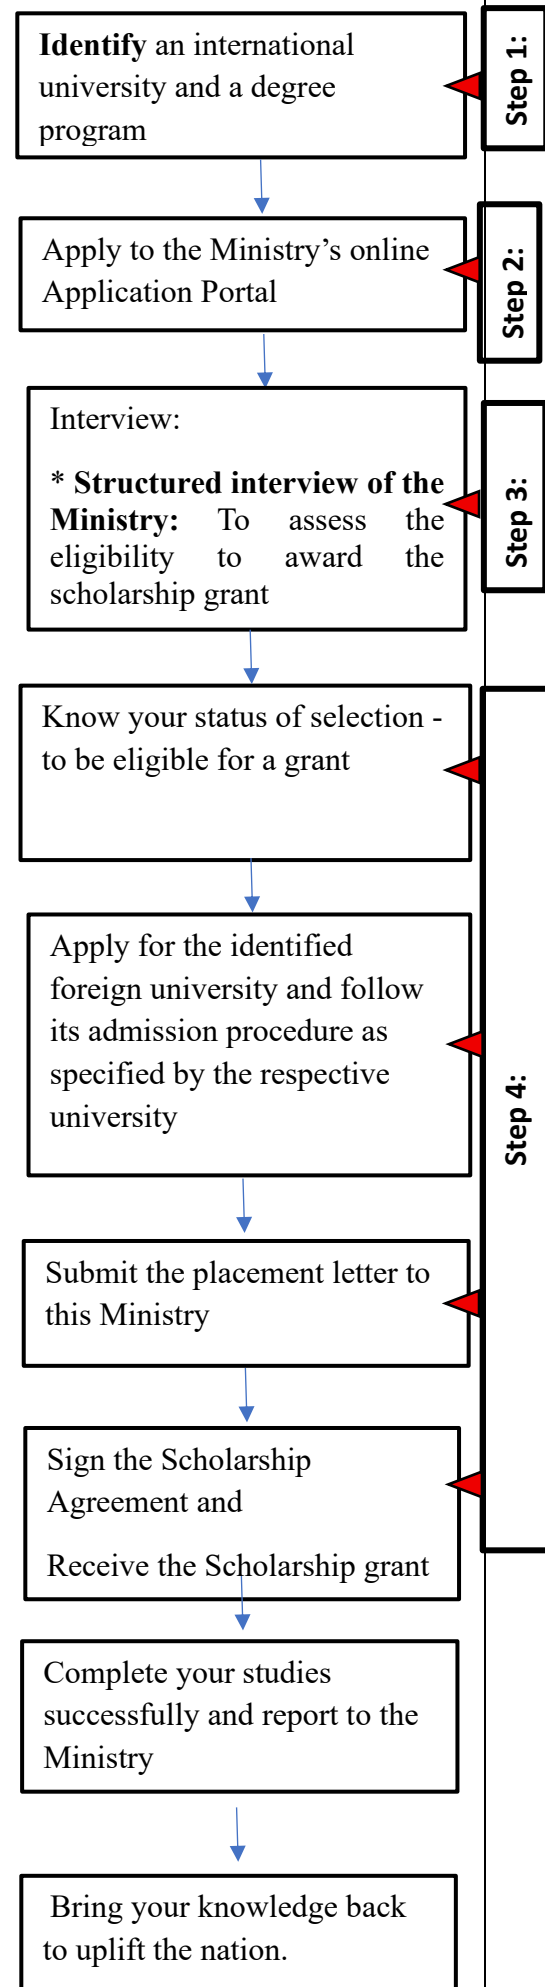 Identify an international
university and a degree
program
Step 1:
Apply to the Ministry’s online
Application Portal
Step 2:
Interview:
* Structured interview of the
Ministry: To assess the
eligibility to award the
scholarship grant
Step 3:
Know your status of selection -
to be eligible for a grant
Apply for the identified
foreign university and follow
its admission procedure as
specified by the respective
university
Step 4:
Submit the placement letter to
this Ministry
Sign the Scholarship
Agreement and
Receive the Scholarship grant
Complete your studies
successfully and report to the
Ministry
Bring your knowledge back
to uplift the nation.